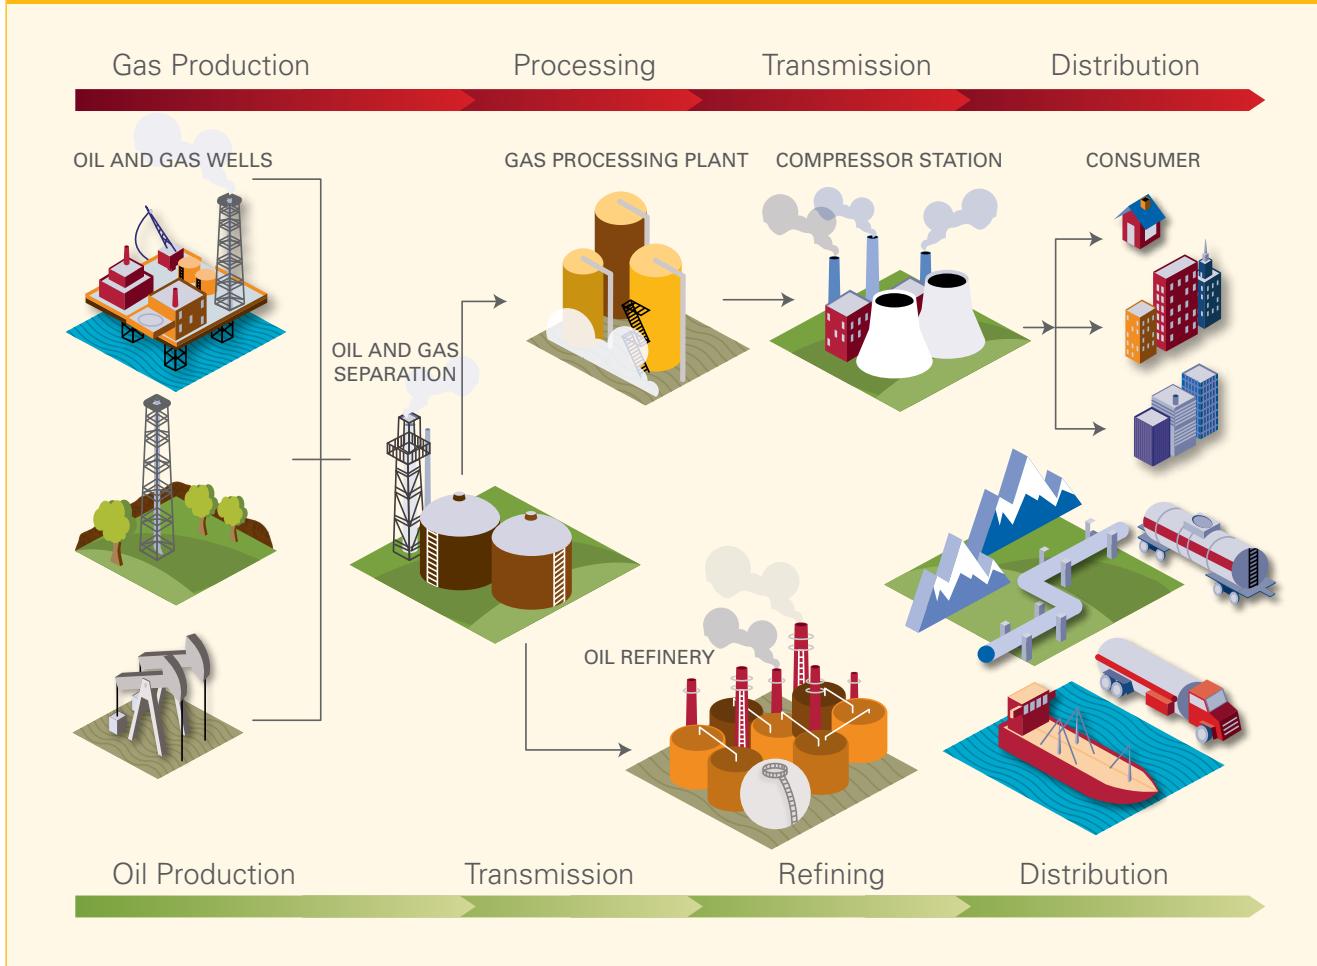 Gas Production
Processing
Transmission
Distribution
OIL AND GAS WELLS
GAS PROCESSING PLANT
COMPRESSOR STATION
CONSUMER
OIL AND GAS
SEPARATION
OIL REFINERY
Oil Production
Transmission
Refining
Distribution